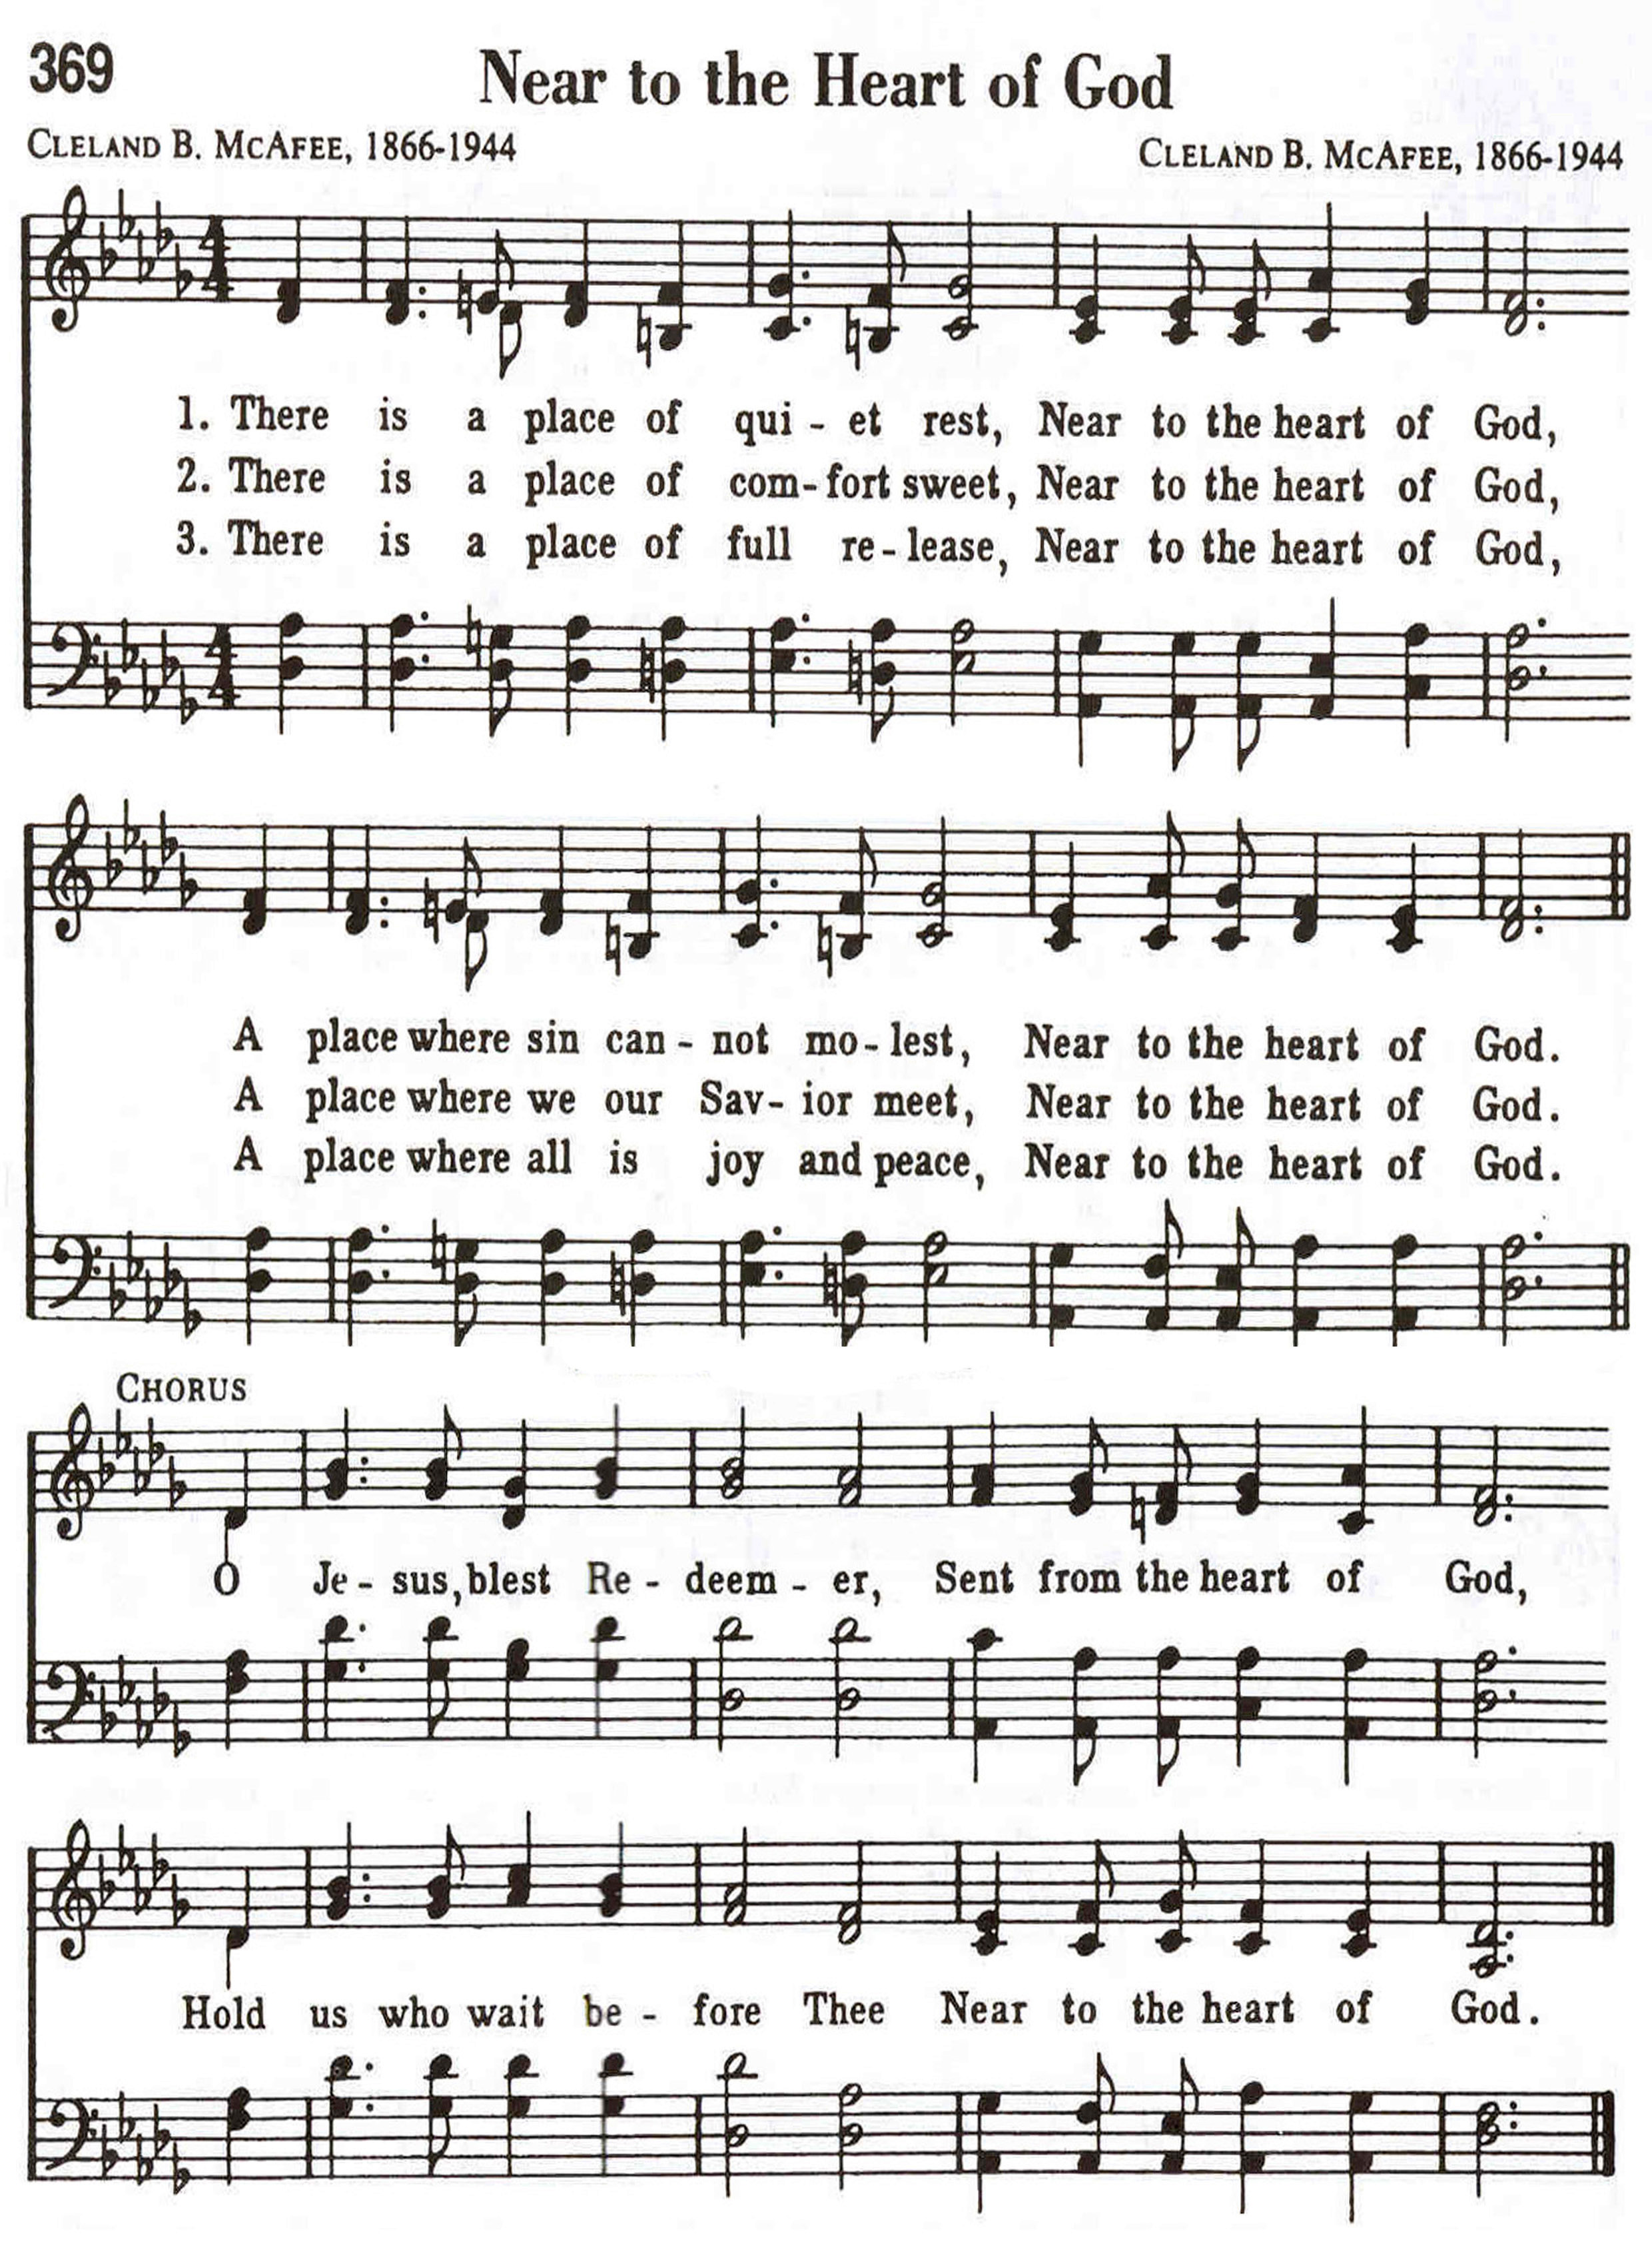 369
Near to the Heart of God
CLELAND B. MCAFEE, 1866-1944
CLELAND B. MCAFEE, 1866-1944
1. There is a place of qui - et rest, Near to the heart of God,
2. There is a place of com - fort sweet, Near to the heart of God,
3. There is a place of full re - lease, Near to the heart of God,
A place where sin can - not mo - lest, Near to the heart of God.
A place where we our Sav - ior meet, Near to the heart of God.
A place where all is joy and peace, Near to the heart of God.
CHORUS
O Je - sus, blest Re - deem - er, Sent from the heart of God,
Hold us who wait be - fore Thee Near to the heart of God.